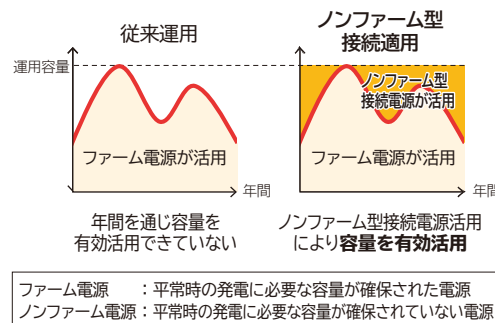 従来運用
運用容量
ファーム電源が活用
年間
年間を通じ容量を
有効活用できていない
ノンファーム型
接続適用
ノンファーム型
接続電源が活用
ファーム電源が活用
年間
ノンファーム型接続電源活用
により容量を有効活用
ファーム電源　　：平常時の発電に必要な容量が確保された電源
ノンファーム電源：平常時の発電に必要な容量が確保されていない電源